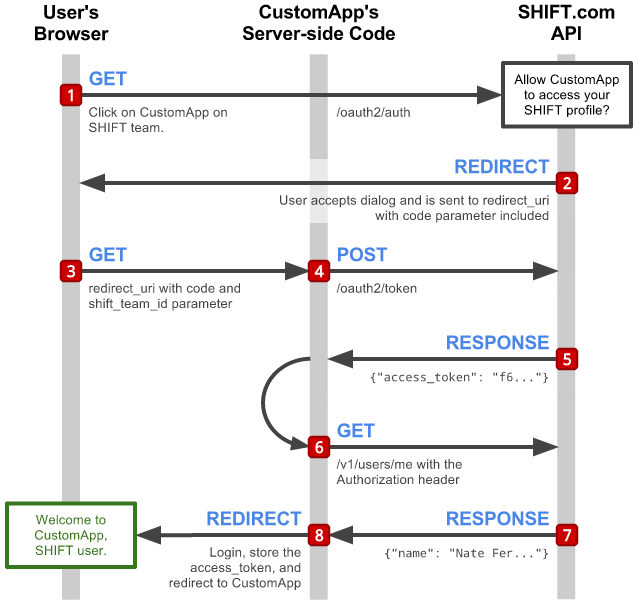 User's
Browser
CustomApp's
Server-side Code
SHIFT.com
API
GET
1
Click on CustomApp on
SHIFT team.
/oauth2/auth
Allow CustomApp
to access your
SHIFT profile?
REDIRECT
2
User accepts dialog and is sent to redirect_uri
with code parameter included
GET
3
redirect_uri with code and
shift_team_id parameter
4
POST
/oauth2/token
RESPONSE
5
{"access_token": "f6..."}
6
GET
/v1/users/me with the
Authorization header
Welcome to
CustomApp,
SHIFT user.
REDIRECT
8
Login, store the
access_token, and
redirect to CustomApp
RESPONSE
7
{"name": "Nate Fer..."}